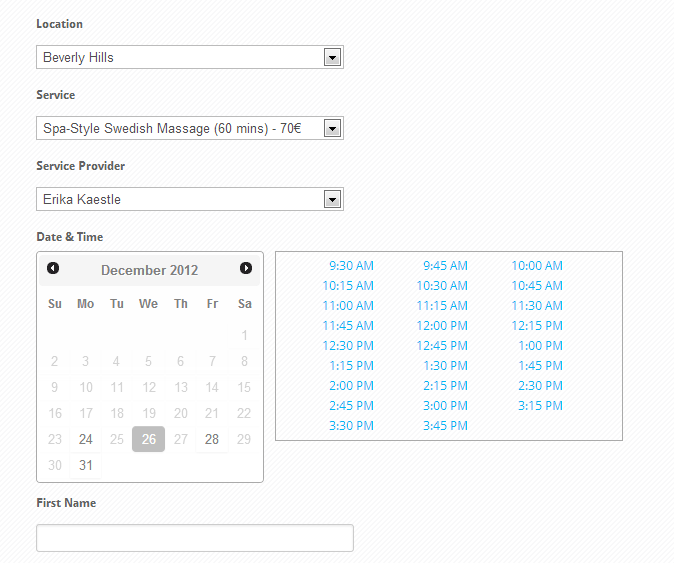 Location
Beverly Hills
Service
Spa-Style Swedish Massage (60 mins) - 70€
Service Provider
Erika Kaestle
Date & Time
December 2012
Su Mo Tu We Th Fr Sa
1
2 3 4 5 6 7 8
9 10 11 12 13 14 15
16 17 18 19 20 21 22
23 24 25 26 27 28 29
30 31
9:30 AM 9:45 AM 10:00 AM
10:15 AM 10:30 AM 10:45 AM
11:00 AM 11:15 AM 11:30 AM
11:45 AM 12:00 PM 12:15 PM
12:30 PM 12:45 PM 1:00 PM
1:15 PM 1:30 PM 1:45 PM
2:00 PM 2:15 PM 2:30 PM
2:45 PM 3:00 PM 3:15 PM
3:30 PM 3:45 PM
First Name